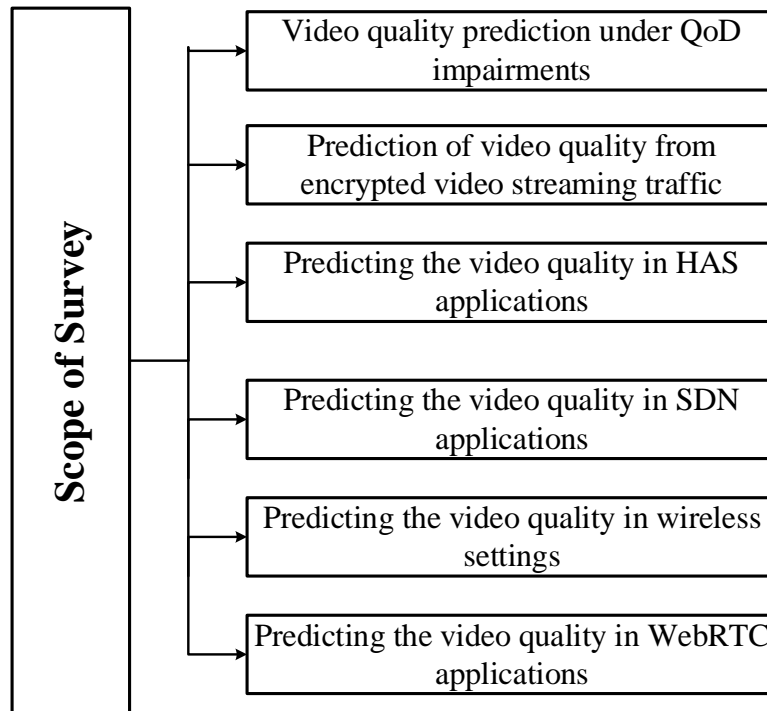 Scope of Survey
Video quality prediction under QoD
impairments
Prediction of video quality from
encrypted video streaming traffic
Predicting the video quality in HAS
applications
Predicting the video quality in SDN
applications
Predicting the video quality in wireless
settings
Predicting the video quality in WebRTC
applications